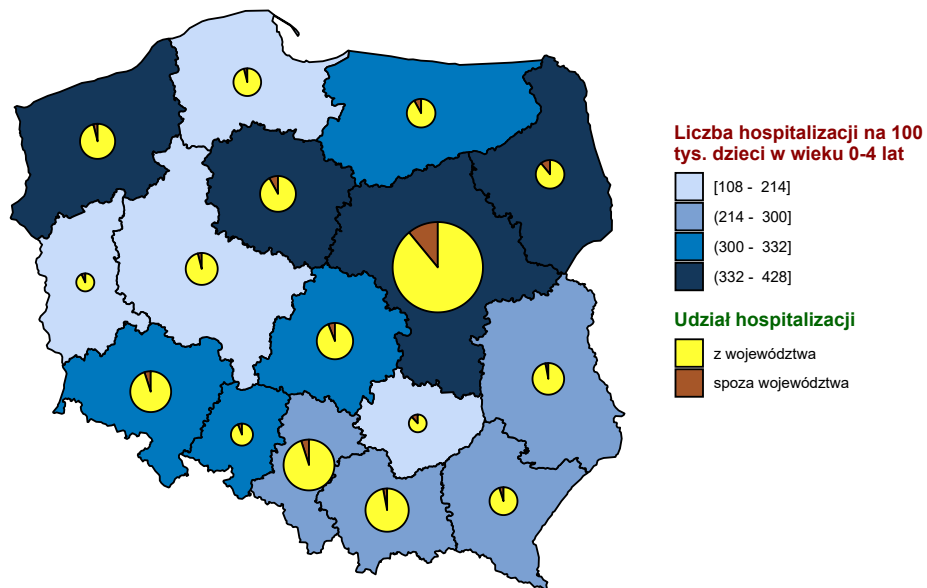 Liczba hospitalizacji na 100
tys. dzieci w wieku 0-4 lat
[108 - 214]
(214 - 300]
(300 - 332]
(332 - 428]
Udział hospitalizacji
z województwa
spoza województwa